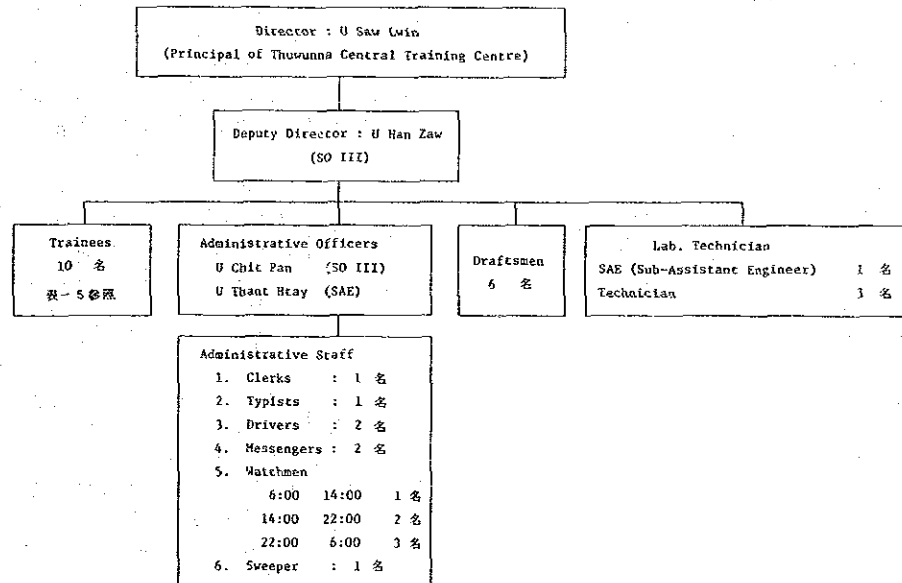 Director : U Saw Lwin
(Principal of Thuwunna Central Training Centre)
Deputy Director : U Han Zaw
(SO III)
Trainees
10 名
表-5参照
Administrative Officers
U Chit Pan (SO III)
U Thant Htay (SAE)
Draftsmen
6 名
Lab. Technician
SAE (Sub-Assistant Engineer) 1 名
Technician 3 名
Administrative Staff
1. Clerks : 1 名
2. Typists : 1 名
3. Drivers : 2 名
4. Messengers : 2 名
5. Watchmen
6:00 14:00 1 名
14:00 22:00 2 名
22:00 6:00 3 名
6. Sweeper : 1 名